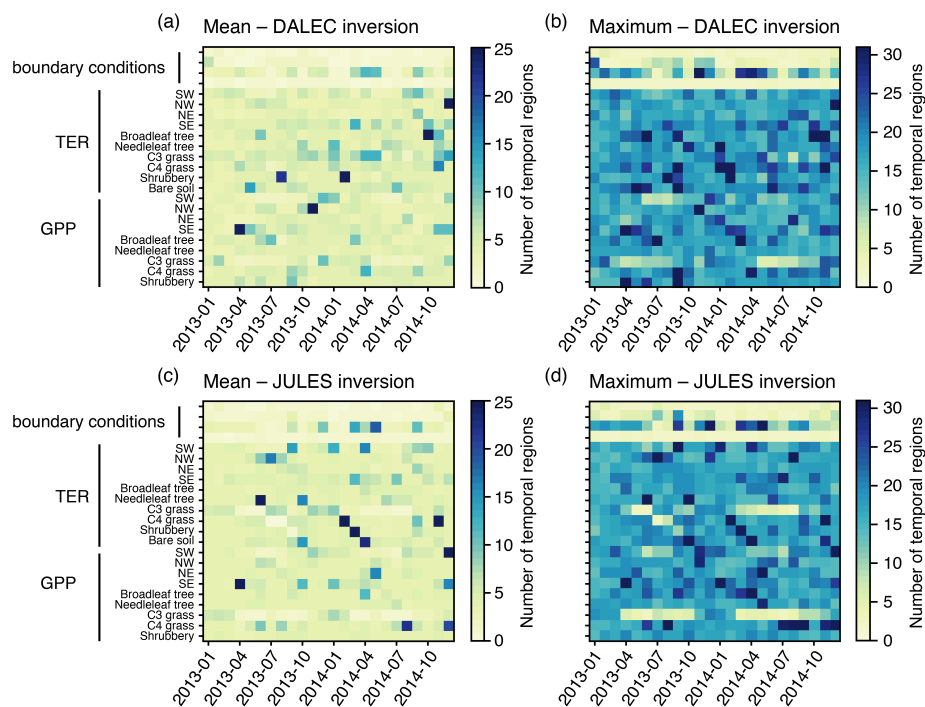 (a) Mean – DALEC inversion
(b) Maximum – DALEC inversion
boundary conditions
TER
GPP
SW
NW
NE
SE
Broadleaf tree
Needleleaf tree
C3 grass
C4 grass
Shrubbery
Bare soil
SW
NW
NE
SE
Broadleaf tree
Needleleaf tree
C3 grass
C4 grass
Shrubbery
2013-01
2013-04
2013-07
2013-10
2014-01
2014-04
2014-07
2014-10
25
20
15
10
5
0
Number of temporal regions
2013-01
2013-04
2013-07
2013-10
2014-01
2014-04
2014-07
2014-10
30
25
20
15
10
5
0
Number of temporal regions
(c) Mean – JULES inversion
(d) Maximum – JULES inversion
boundary conditions
TER
GPP
SW
NW
NE
SE
Broadleaf tree
Needleleaf tree
C3 grass
C4 grass
Shrubbery
Bare soil
SW
NW
NE
SE
Broadleaf tree
Needleleaf tree
C3 grass
C4 grass
Shrubbery
2013-01
2013-04
2013-07
2013-10
2014-01
2014-04
2014-07
2014-10
25
20
15
10
5
0
Number of temporal regions
2013-01
2013-04
2013-07
2013-10
2014-01
2014-04
2014-07
2014-10
30
25
20
15
10
5
0
Number of temporal regions